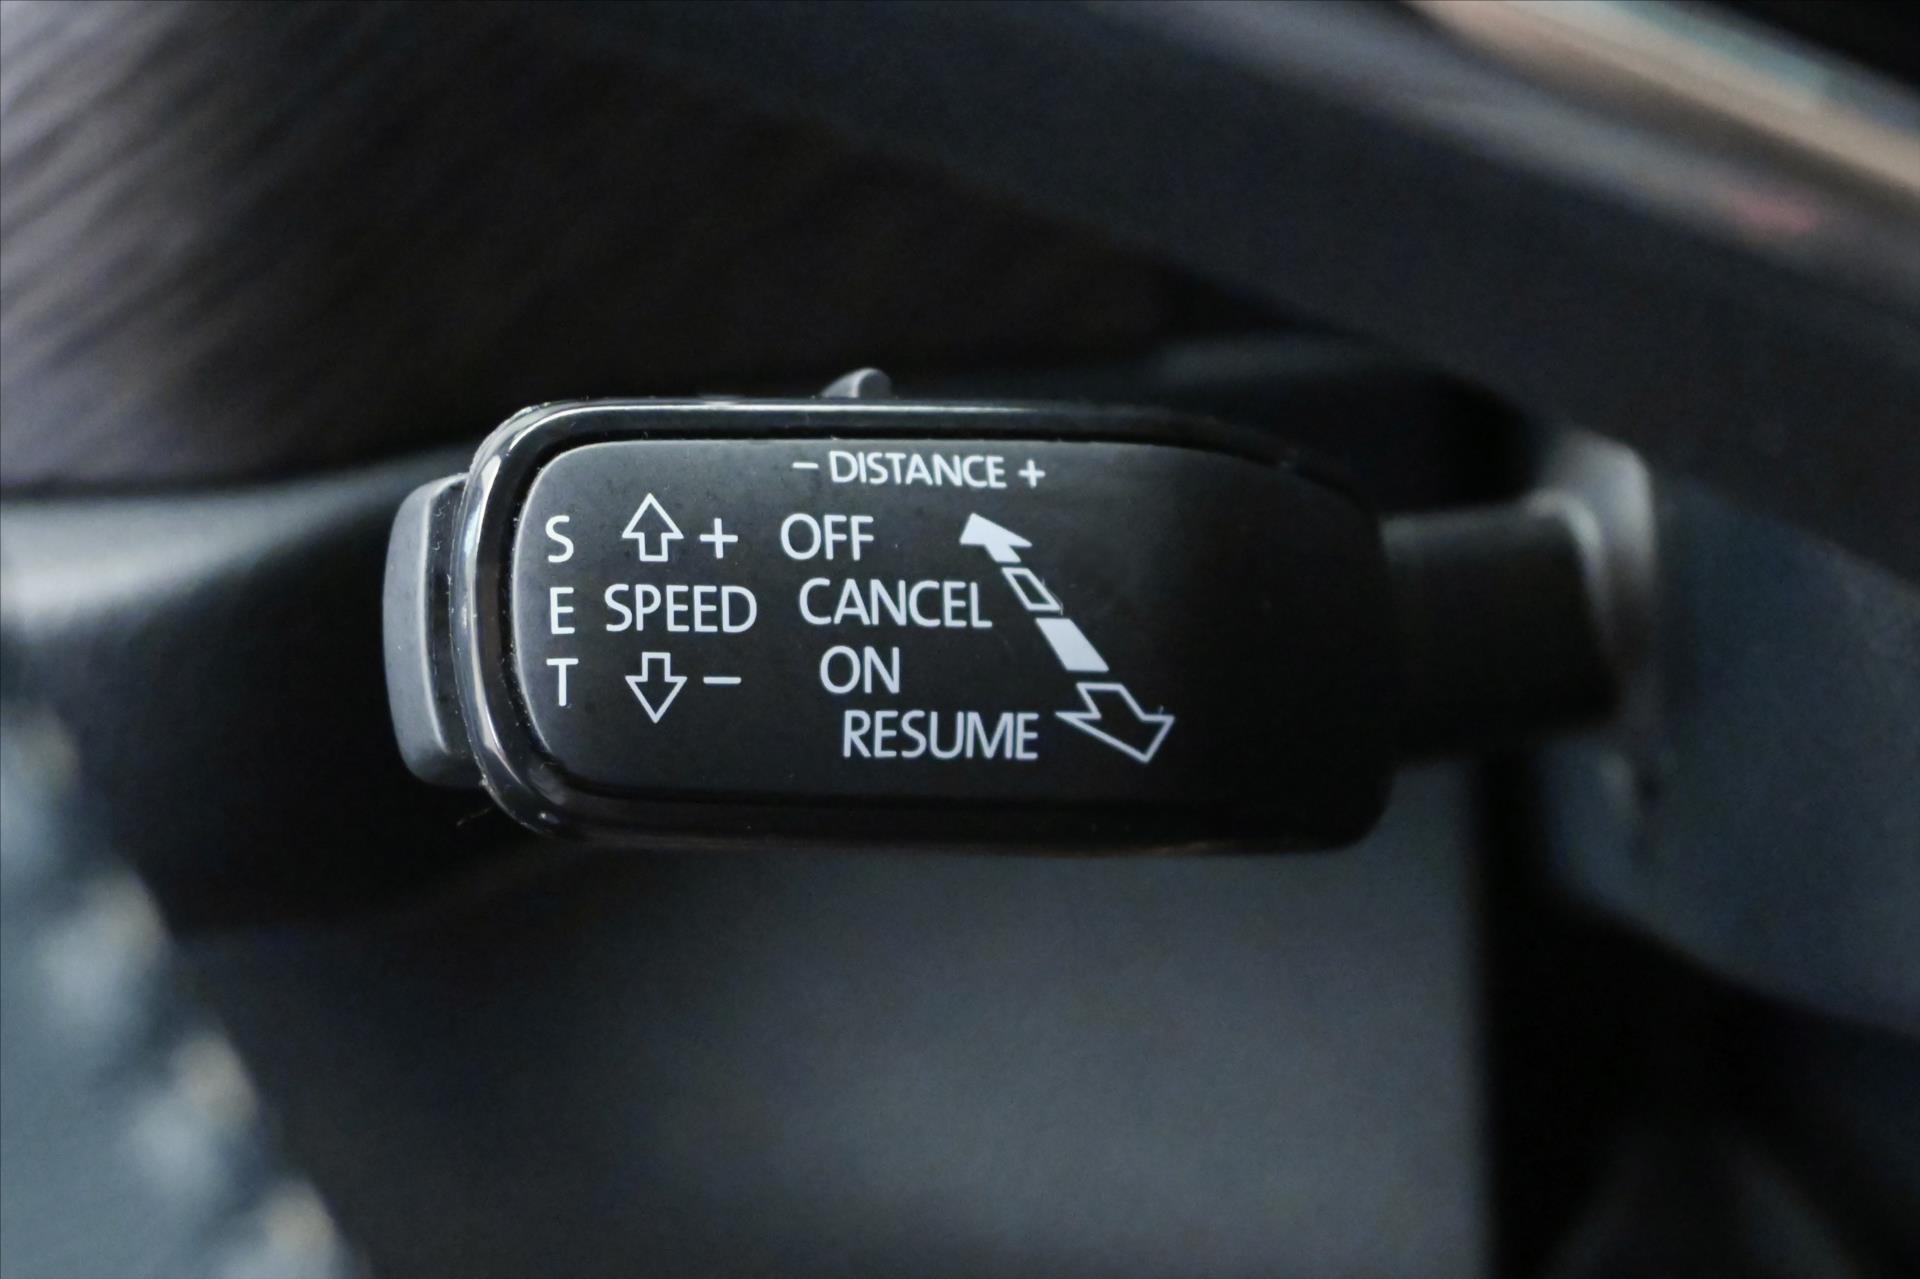 – DISTANCE +
S + OFF
E SPEED CANCEL
T – ON
RESUME